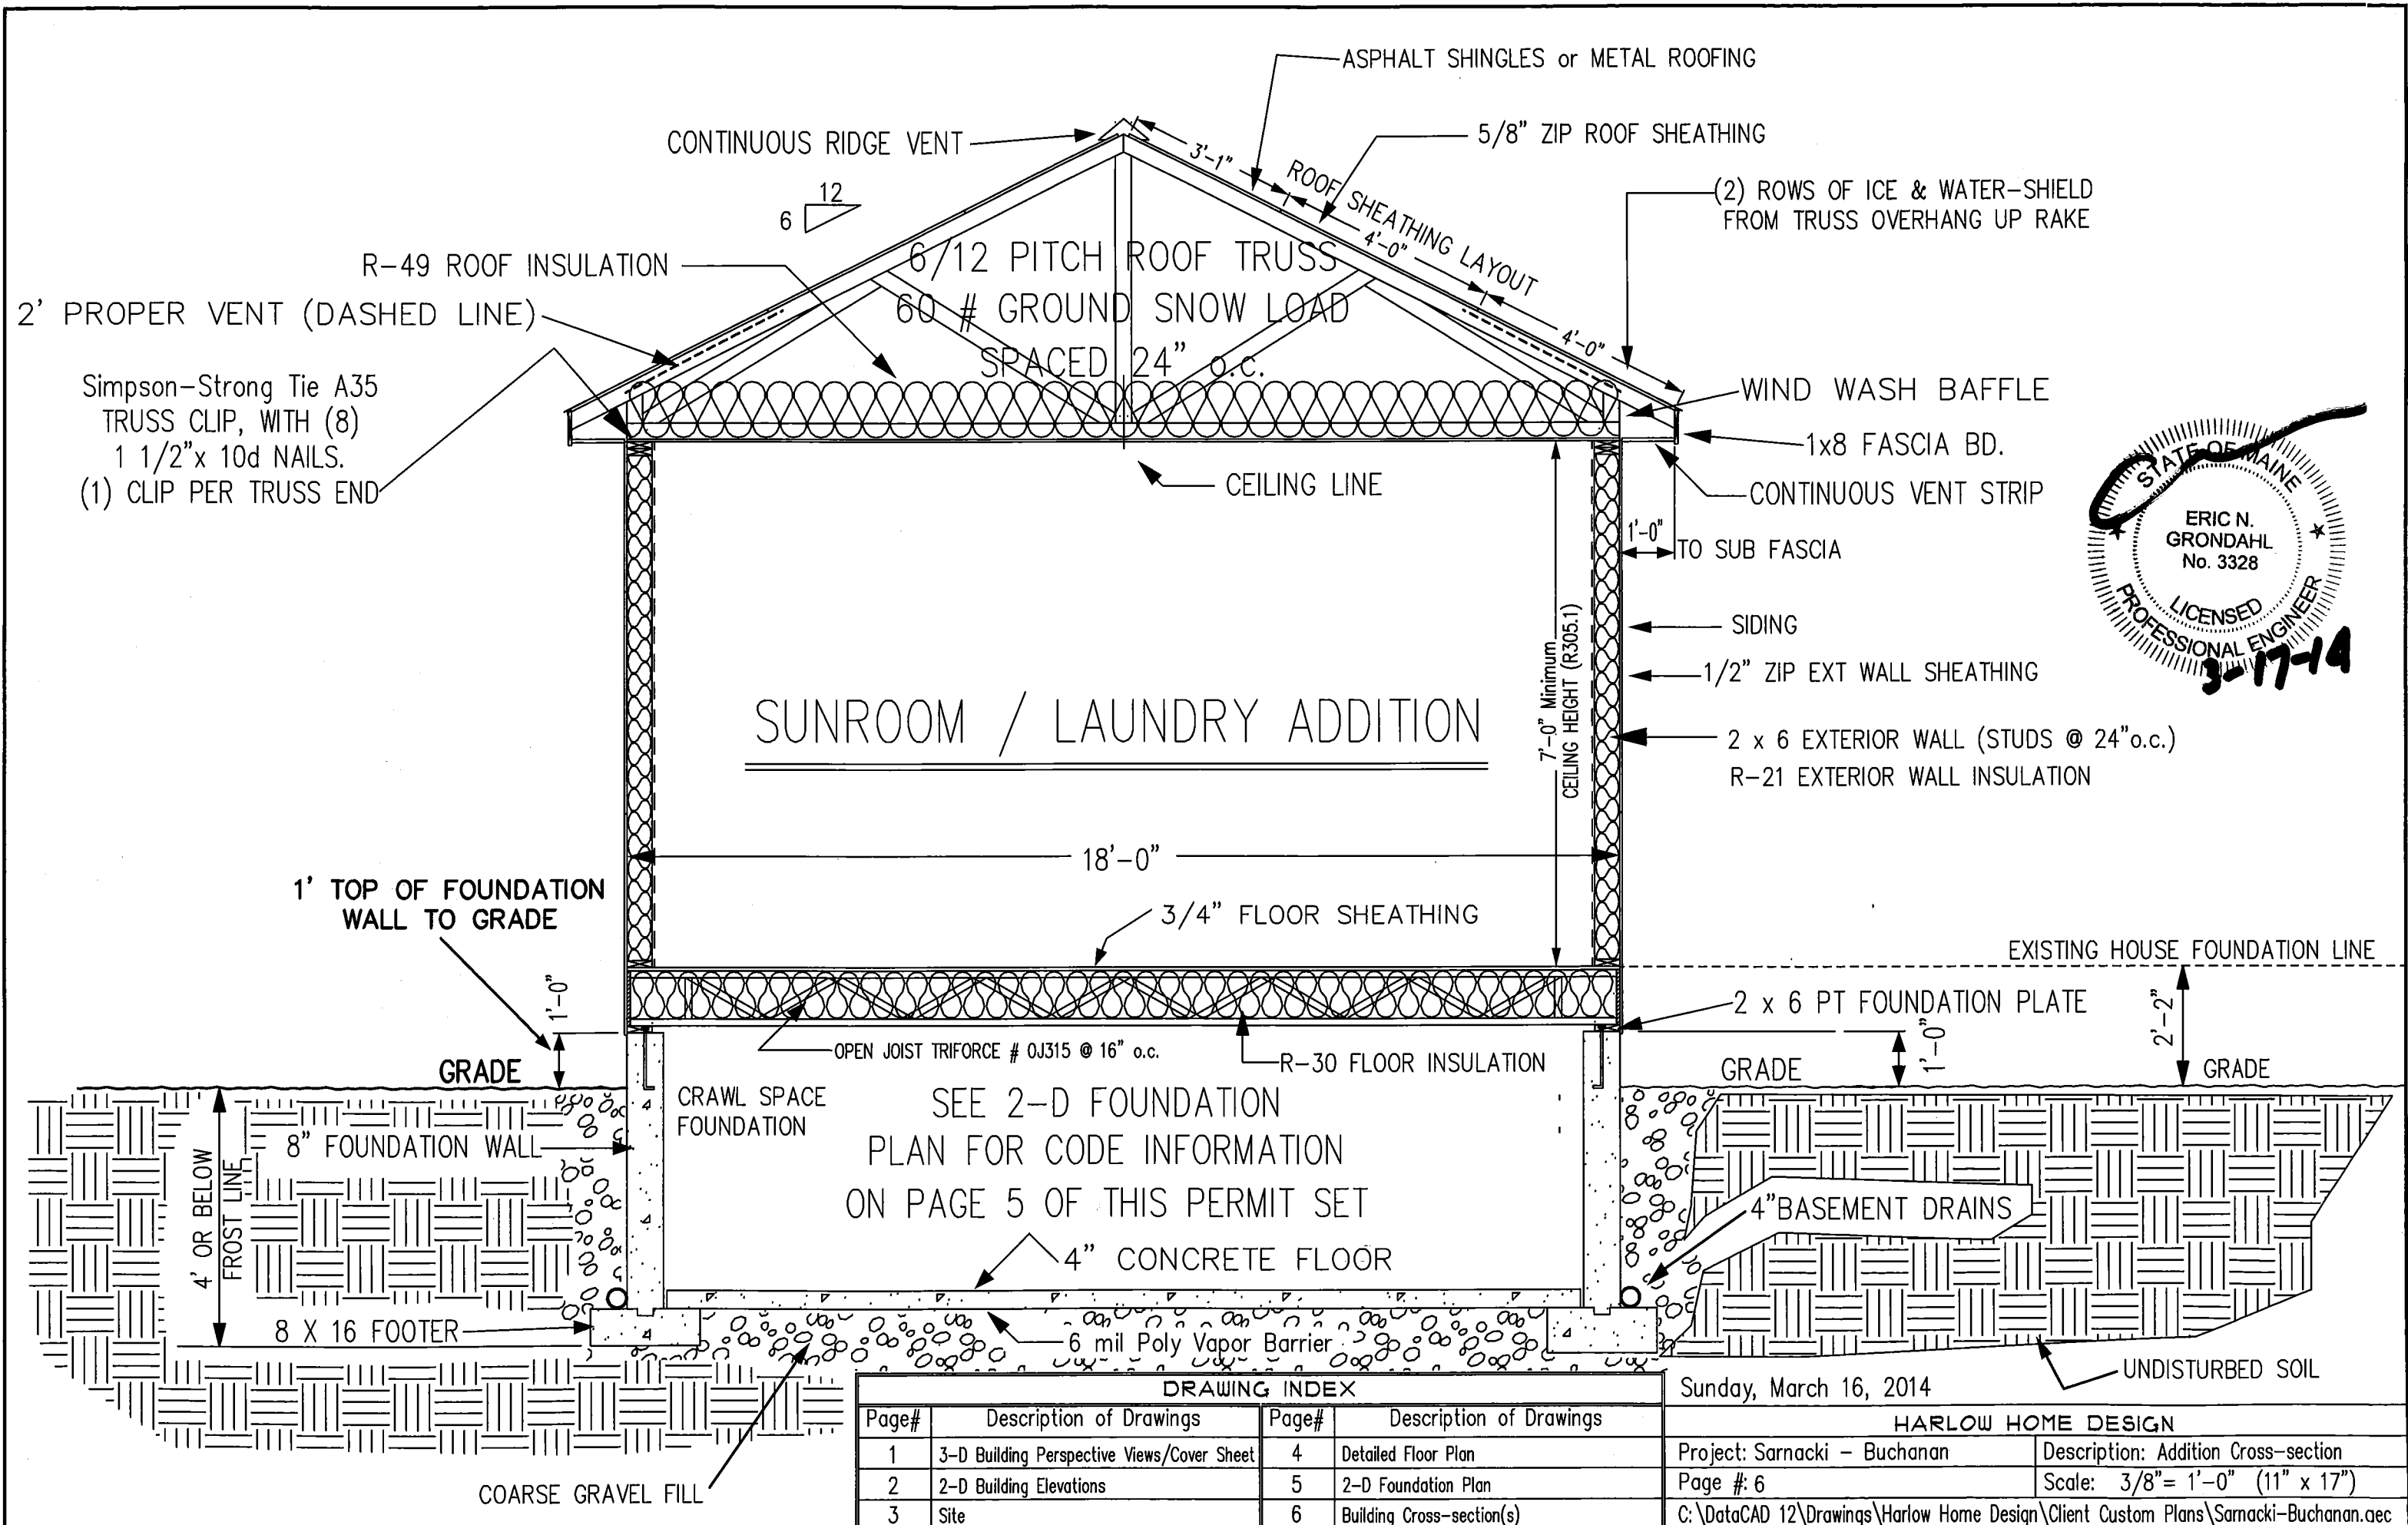 ASPHALT SHINGLES or METAL ROOFING
CONTINUOUS RIDGE VENT
5/8" ZIP ROOF SHEATHING
3'-1"
ROOF SHEATHING LAYOUT
4'-0"
4'-0"
(2) ROWS OF ICE & WATER-SHIELD
FROM TRUSS OVERHANG UP RAKE
12
6
R-49 ROOF INSULATION
6/12 PITCH ROOF TRUSS
60 # GROUND SNOW LOAD
SPACED 24" o.c.
2' PROPER VENT (DASHED LINE)
Simpson-Strong Tie A35
TRUSS CLIP, WITH (8)
1 1/2"x 10d NAILS.
(1) CLIP PER TRUSS END
WIND WASH BAFFLE
1x8 FASCIA BD.
CONTINUOUS VENT STRIP
CEILING LINE
1'-0"
TO SUB FASCIA
STATE OF MAINE
ERIC N.
GRONDAHL
No. 3328
LICENSED
PROFESSIONAL ENGINEER
3-17-14
SIDING
1/2" ZIP EXT WALL SHEATHING
7'-0" Minimum
CEILING HEIGHT (R305.1)
SUNROOM / LAUNDRY ADDITION
2 x 6 EXTERIOR WALL (STUDS @ 24"o.c.)
R-21 EXTERIOR WALL INSULATION
18'-0"
1' TOP OF FOUNDATION
WALL TO GRADE
3/4" FLOOR SHEATHING
EXISTING HOUSE FOUNDATION LINE
1'-0"
2 x 6 PT FOUNDATION PLATE
2'-2"
1'-0"
OPEN JOIST TRIFORCE # OJ315 @ 16" o.c.
R-30 FLOOR INSULATION
GRADE
GRADE
GRADE
CRAWL SPACE
FOUNDATION
SEE 2-D FOUNDATION
PLAN FOR CODE INFORMATION
ON PAGE 5 OF THIS PERMIT SET
8" FOUNDATION WALL
4' OR BELOW
FROST LINE
4"BASEMENT DRAINS
4" CONCRETE FLOOR
8 X 16 FOOTER
6 mil Poly Vapor Barrier
UNDISTURBED SOIL
COARSE GRAVEL FILL
DRAWING INDEX
Page# Description of Drawings Page# Description of Drawings
1 3-D Building Perspective Views/Cover Sheet 4 Detailed Floor Plan
2 2-D Building Elevations 5 2-D Foundation Plan
3 Site 6 Building Cross-section(s)
Sunday, March 16, 2014
HARLOW HOME DESIGN
Project: Sarnacki - Buchanan Description: Addition Cross-section
Page #: 6 Scale: 3/8"= 1'-0" (11" x 17")
C:\DataCAD 12\Drawings\Harlow Home Design\Client Custom Plans\Sarnacki-Buchanan.aec